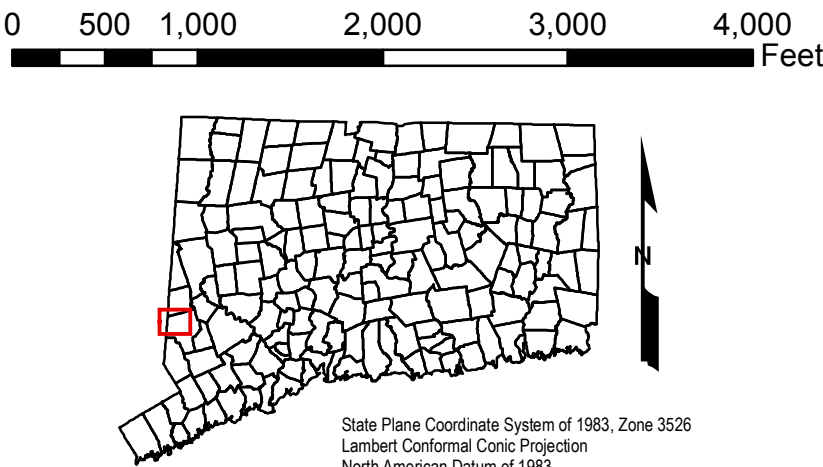 0 500 1,000 2,000 3,000 4,000
Feet
N
State Plane Coordinate System of 1983, Zone 3526
Lambert Conformal Conic Projection
North American Datum of 1983